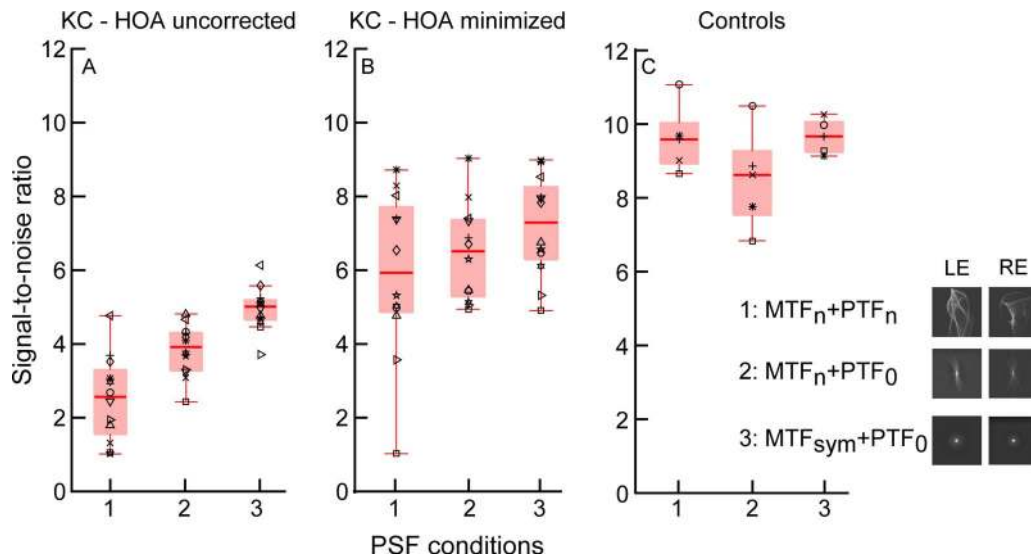 KC - HOA uncorrected
KC - HOA minimized
Controls
Signal-to-noise ratio
A
12
10
8
6
4
2
0
1 2 3
B
12
10
8
6
4
2
0
1 2 3
C
12
10
8
6
4
2
0
1 2 3
LE RE
1: MTFn+PTFn
2: MTFn+PTF0
3: MTFsym+PTF0
PSF conditions